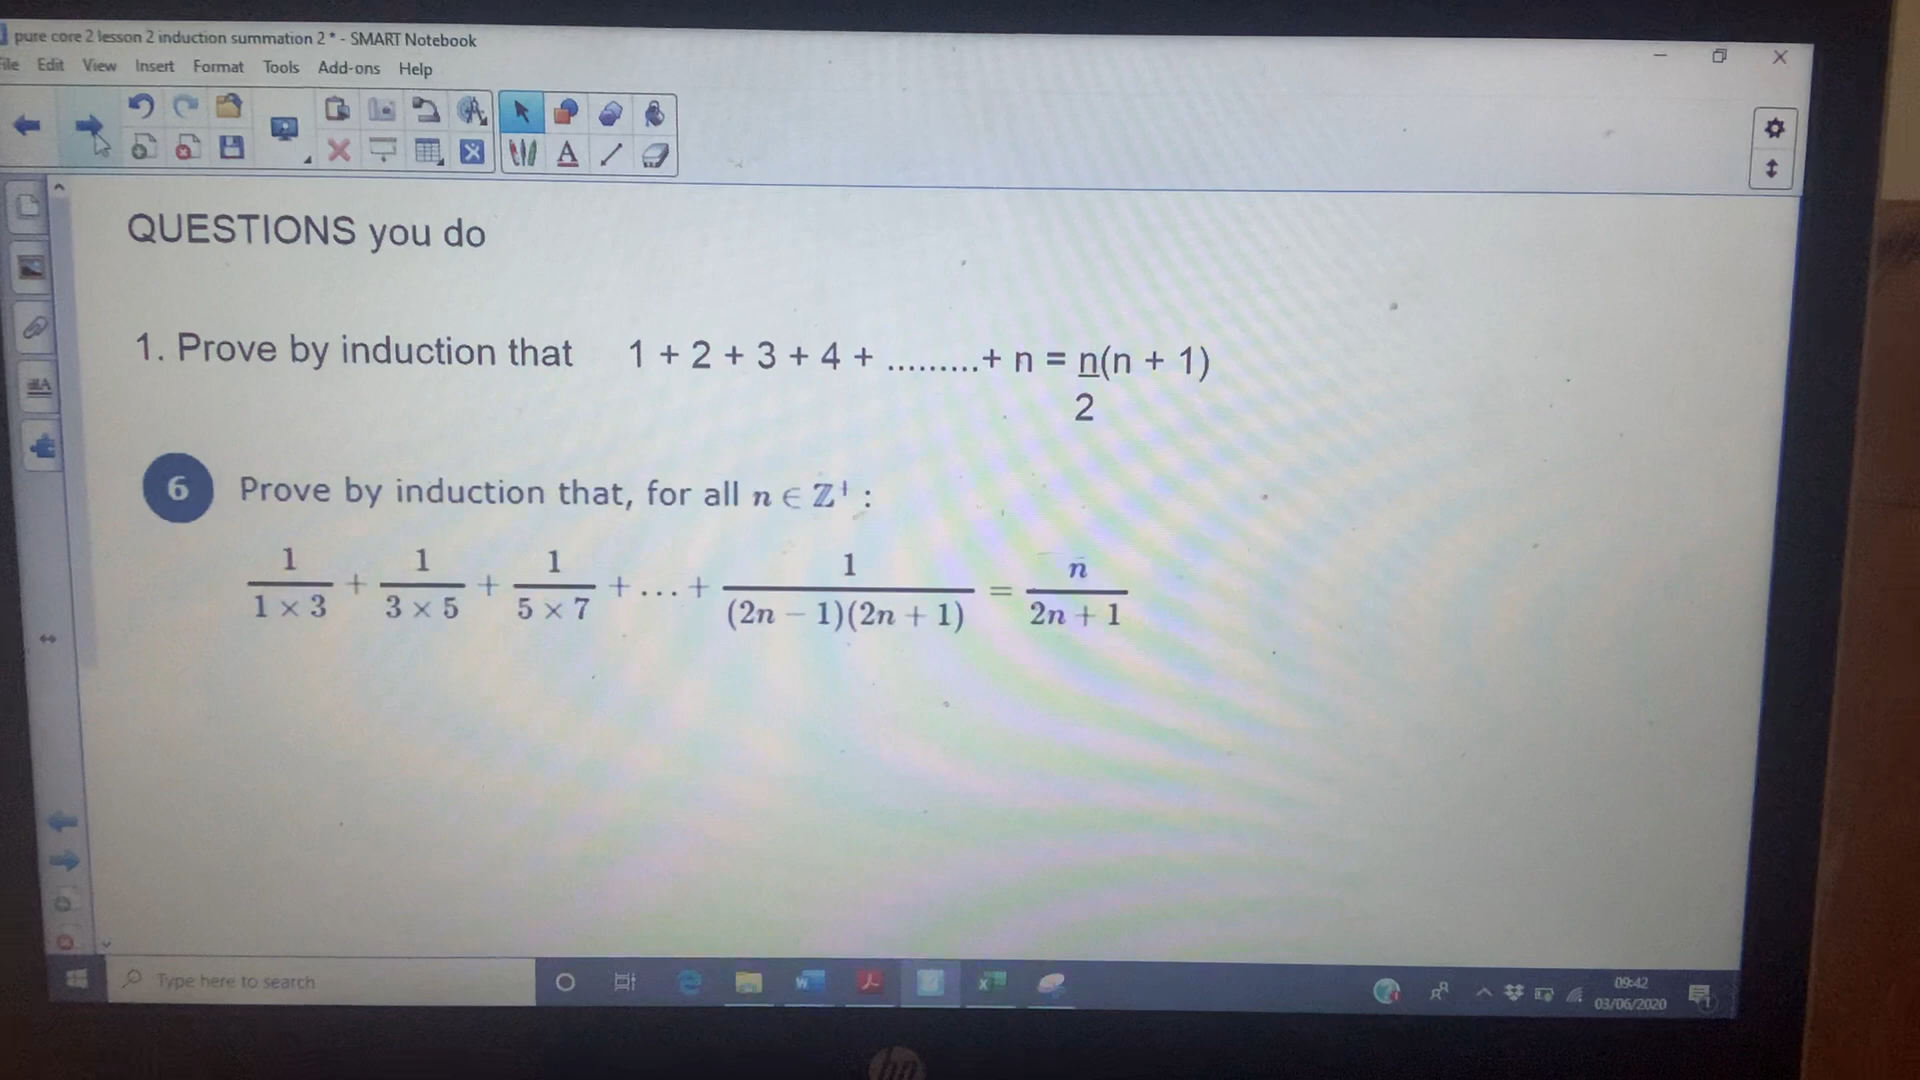 pure core 2 lesson 2 induction summation 2 * - SMART Notebook
File Edit View Insert Format Tools Add-ons Help
QUESTIONS you do
1. Prove by induction that 1 + 2 + 3 + 4 + .........+ n = n(n + 1)
2
6 Prove by induction that, for all n ∈ ℤ⁺ :
1/(1 × 3) + 1/(3 × 5) + 1/(5 × 7) + ... + 1/((2n − 1)(2n + 1)) = n/(2n + 1)
Type here to search
09:42
03/06/2020
hp